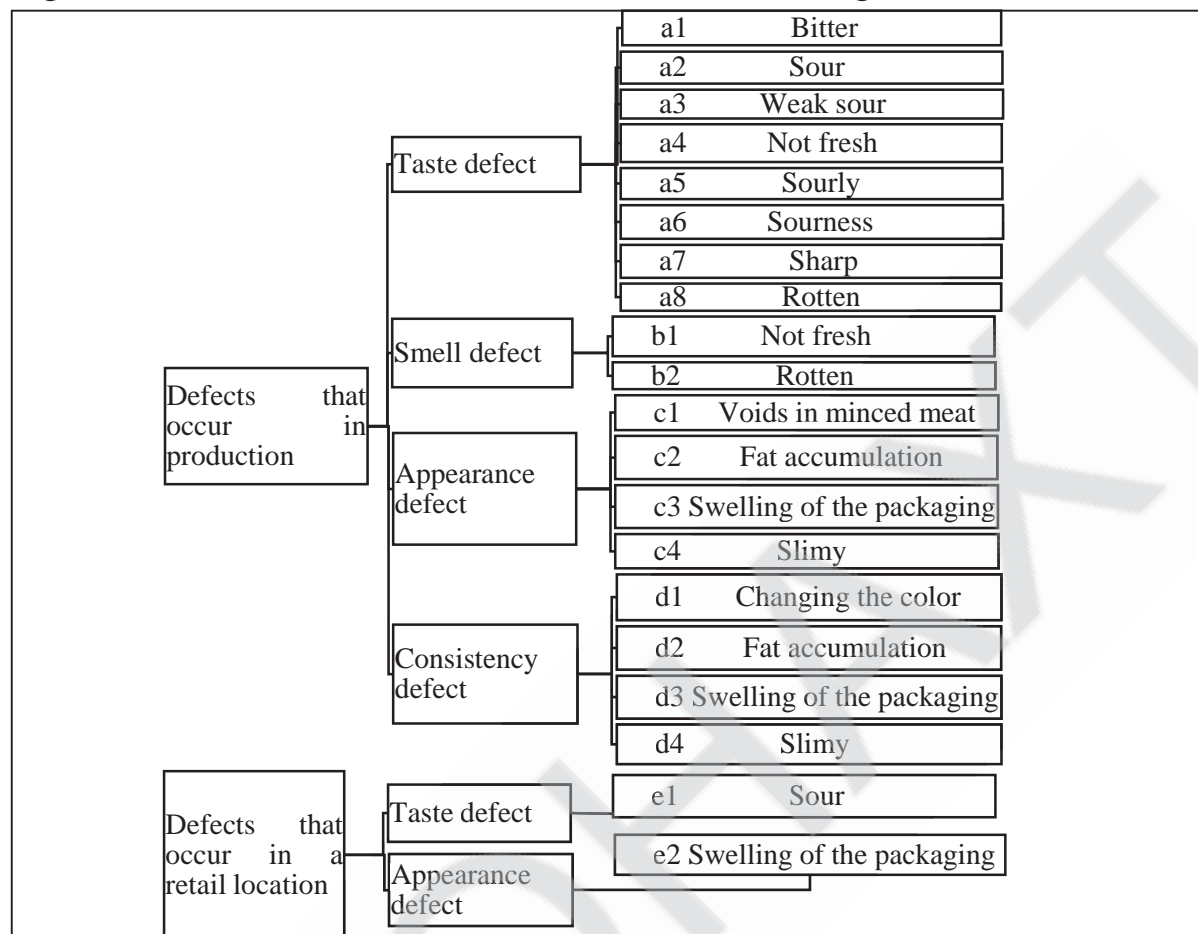 a1 Bitter
a2 Sour
a3 Weak sour
a4 Not fresh
Taste defect
a5 Sourly
a6 Sourness
a7 Sharp
a8 Rotten
b1 Not fresh
Smell defect
b2 Rotten
Defects that
occur in
production
c1 Voids in minced meat
c2 Fat accumulation
Appearance
defect
c3 Swelling of the packaging
c4 Slimy
d1 Changing the color
d2 Fat accumulation
Consistency
defect
d3 Swelling of the packaging
d4 Slimy
e1 Sour
Taste defect
Defects that
occur in a
retail location
e2 Swelling of the packaging
Appearance
defect